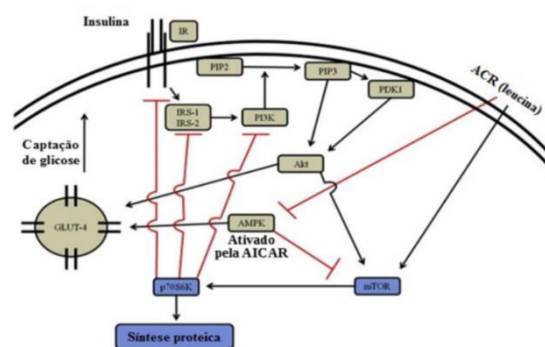 Insulina
IR
PIP2
PIP3
PDK1
ACR (leucina)
IRS-1
IRS-2
PI3K
Captação
de glicose
Akt
GLUT-4
AMPK
Ativado
pela AICAR
p70S6K
mTOR
Síntese proteica